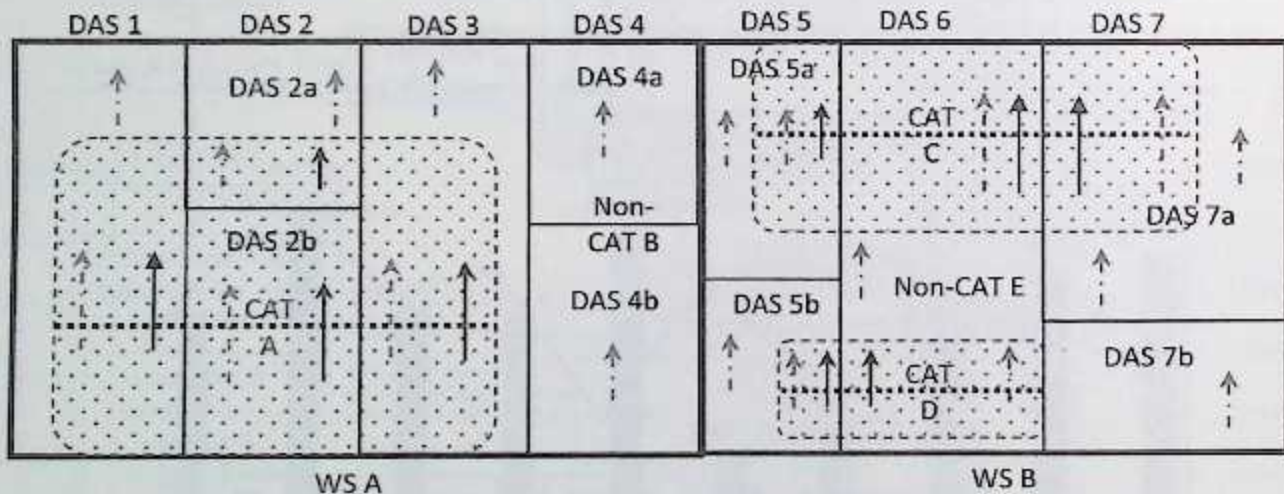 DAS 1 DAS 2 DAS 3 DAS 4 DAS 5 DAS 6 DAS 7
DAS 2a
DAS 4a
DAS 5a
CAT
C
Non-
CAT B
DAS 7a
DAS 2b
CAT
A
DAS 4b
DAS 5b
Non-CAT E
CAT
D
DAS 7b
WS A
WS B